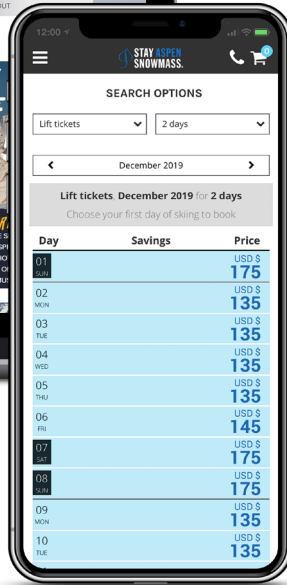 OUT
12:00
STAY ASPEN
SNOWMASS.
0
SEARCH OPTIONS
Lift tickets
2 days
December 2019
Lift tickets, December 2019 for 2 days
Choose your first day of skiing to book
Day Savings Price
01 SUN USD $ 175
02 MON USD $ 135
03 TUE USD $ 135
04 WED USD $ 135
05 THU USD $ 135
06 FRI USD $ 145
07 SAT USD $ 175
08 SUN USD $ 175
09 MON USD $ 135
10 TUE USD $ 135